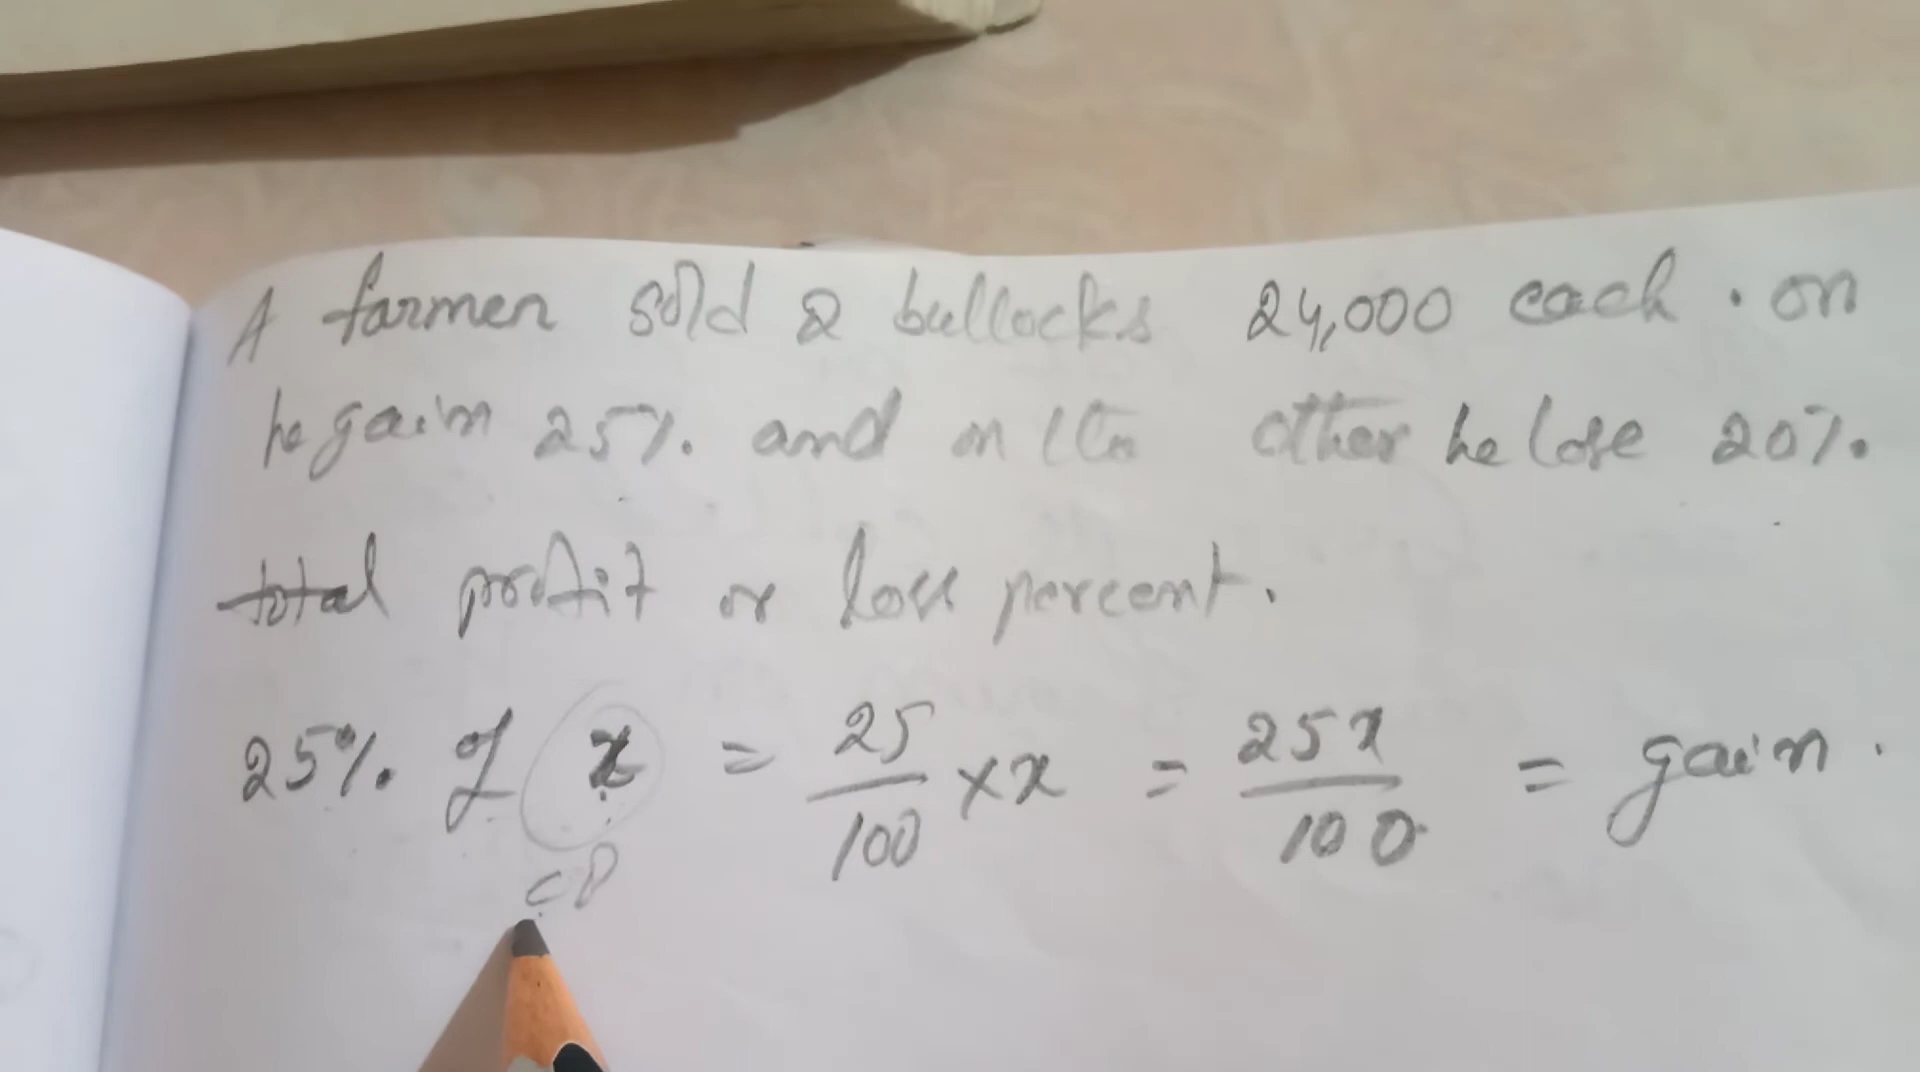 A farmer sold 2 bullocks 24,000 each. on
he gain 25%. and on the other he lose 20%.
total profit or loss percent.
25%. of x = 25/100 × x = 25x/100 = gain.
CP